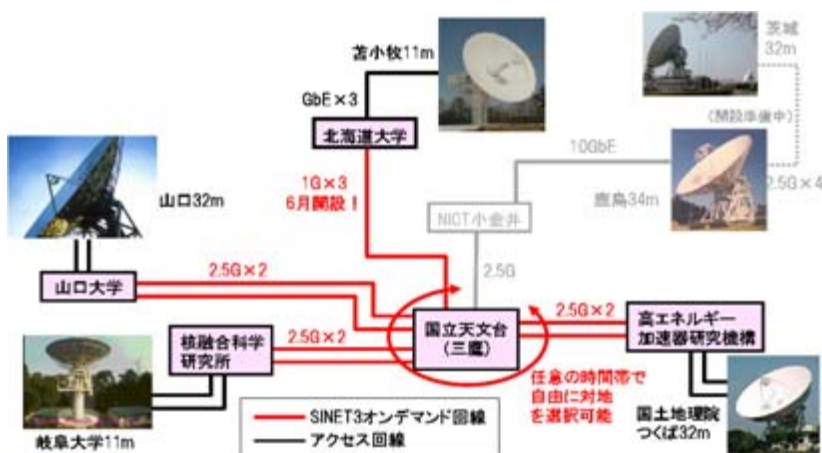 苫小牧11m
茨城
32m
GbE×3
北海道大学
(開設準備中)
10GbE
1G×3
6月開設!
山口32m
鹿島34m
2.5G×4
NICT小金井
2.5G
2.5G×2
山口大学
2.5G×2
国立天文台
(三鷹)
2.5G×2
高エネルギー
加速器研究機構
核融合科学
研究所
2.5G×2
任意の時間帯で
自由に対地
を選択可能
岐阜大学11m
SINET3オンデマンド回線
アクセス回線
国土地理院
つくば32m